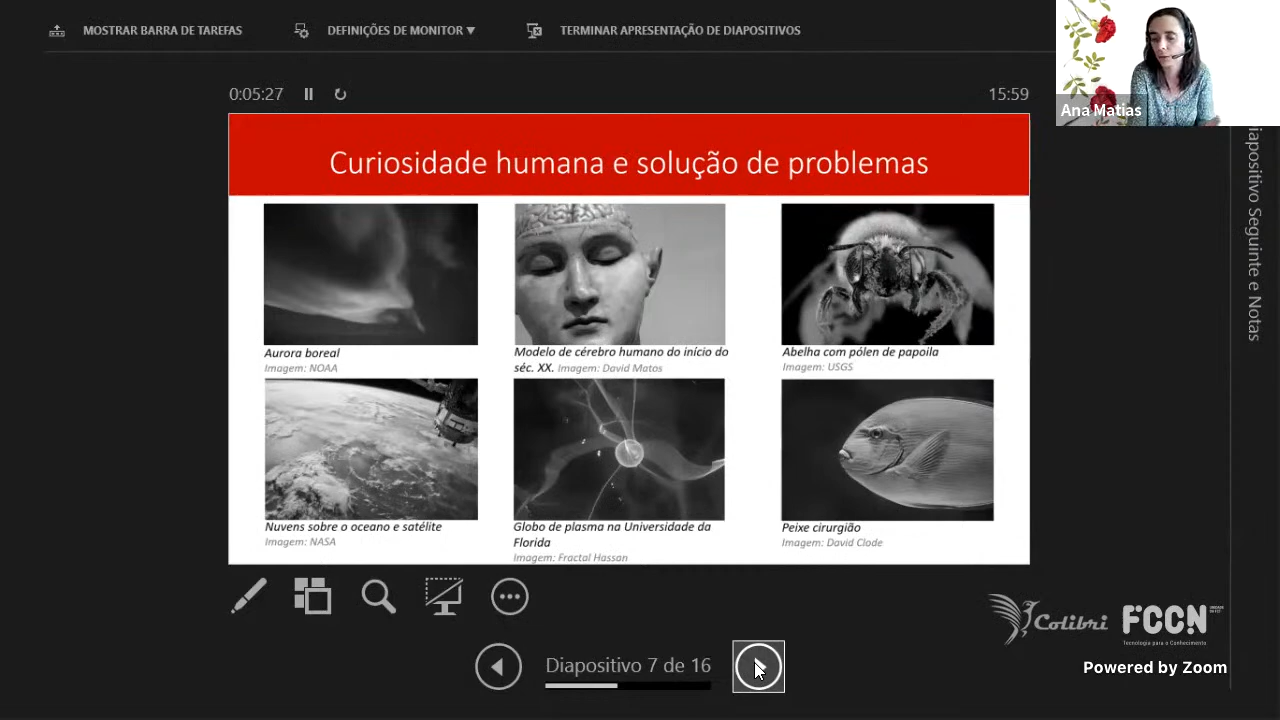 MOSTRAR BARRA DE TAREFAS
DEFINIÇÕES DE MONITOR
TERMINAR APRESENTAÇÃO DE DIAPOSITIVOS
Ana Matias
0:05:27
15:59
Curiosidade humana e solução de problemas
Aurora boreal
Imagem: NOAA
Modelo de cérebro humano do início do
séc. XX. Imagem: David Matos
Abelha com pólen de papoila
Imagem: USGS
Nuvens sobre o oceano e satélite
Imagem: NASA
Globo de plasma na Universidade da
Florida
Imagem: Fractal Hassan
Peixe cirurgião
Imagem: David Clode
iapositivo Seguinte e Notas
Diapositivo 7 de 16
Colibri
FCCN
Tecnologia para o Conhecimento
Powered by Zoom